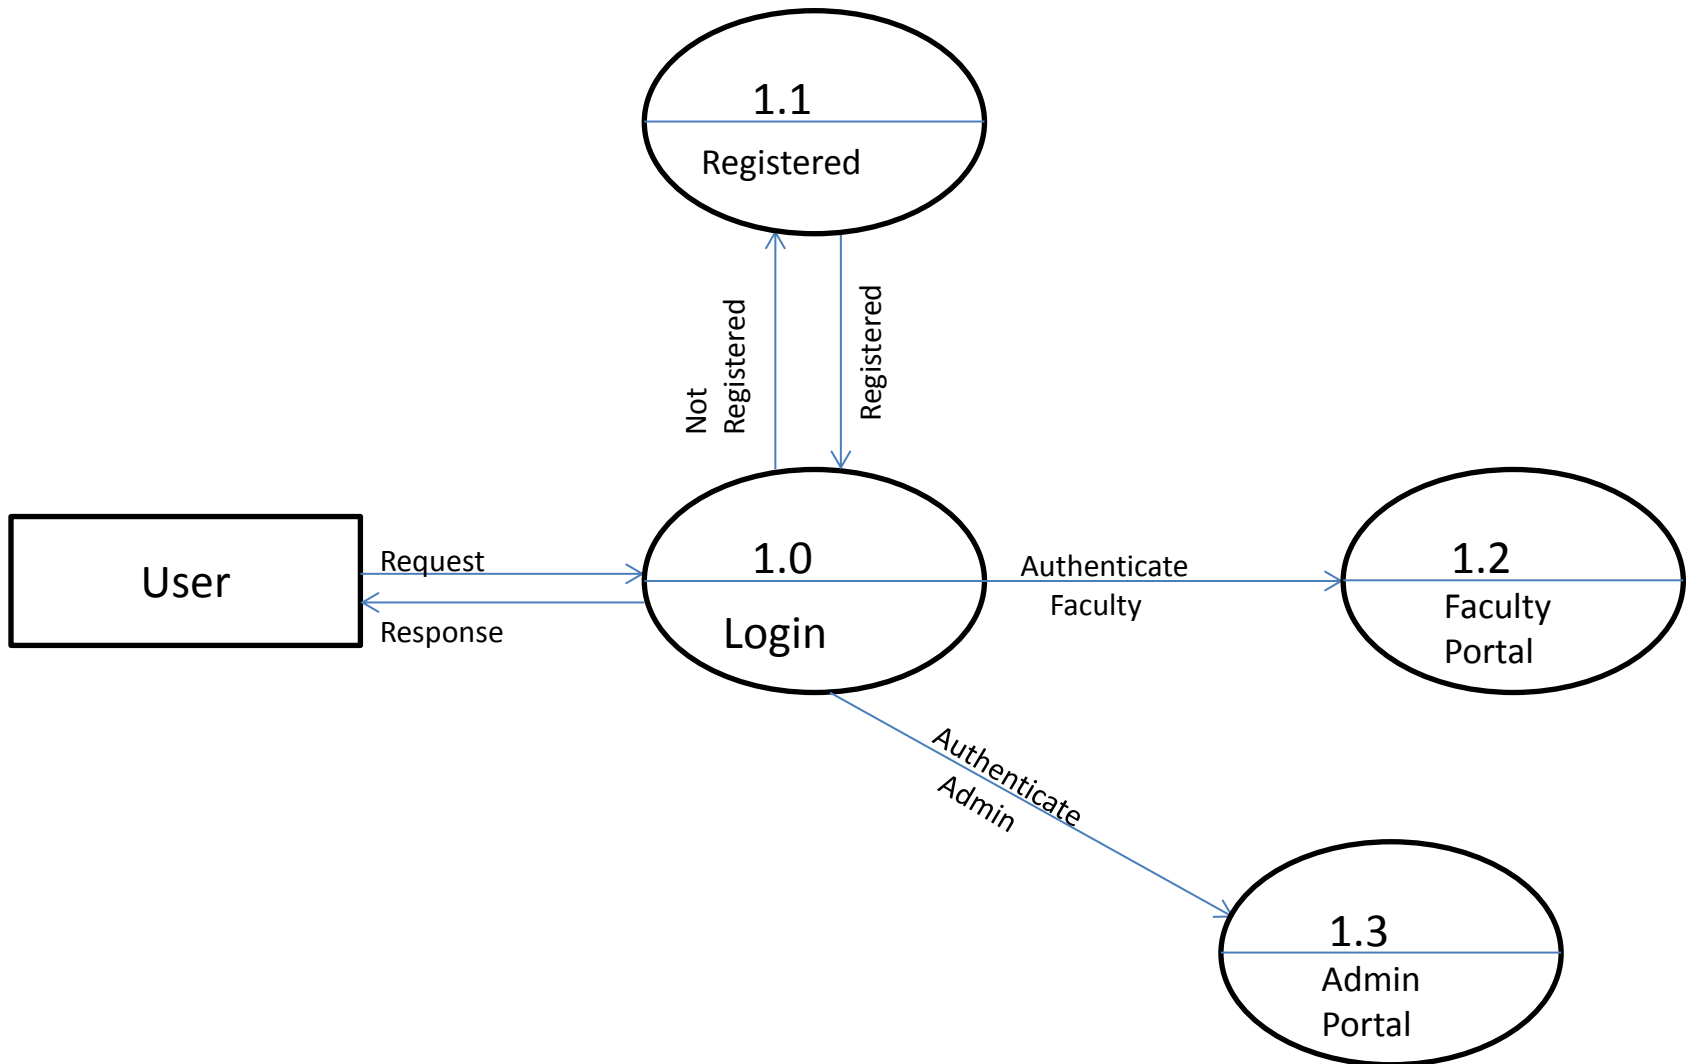 1.1
Registered
Not
Registered
Registered
User
Request
Response
1.0
Login
Authenticate
Faculty
1.2
Faculty
Portal
Authenticate
Admin
1.3
Admin
Portal